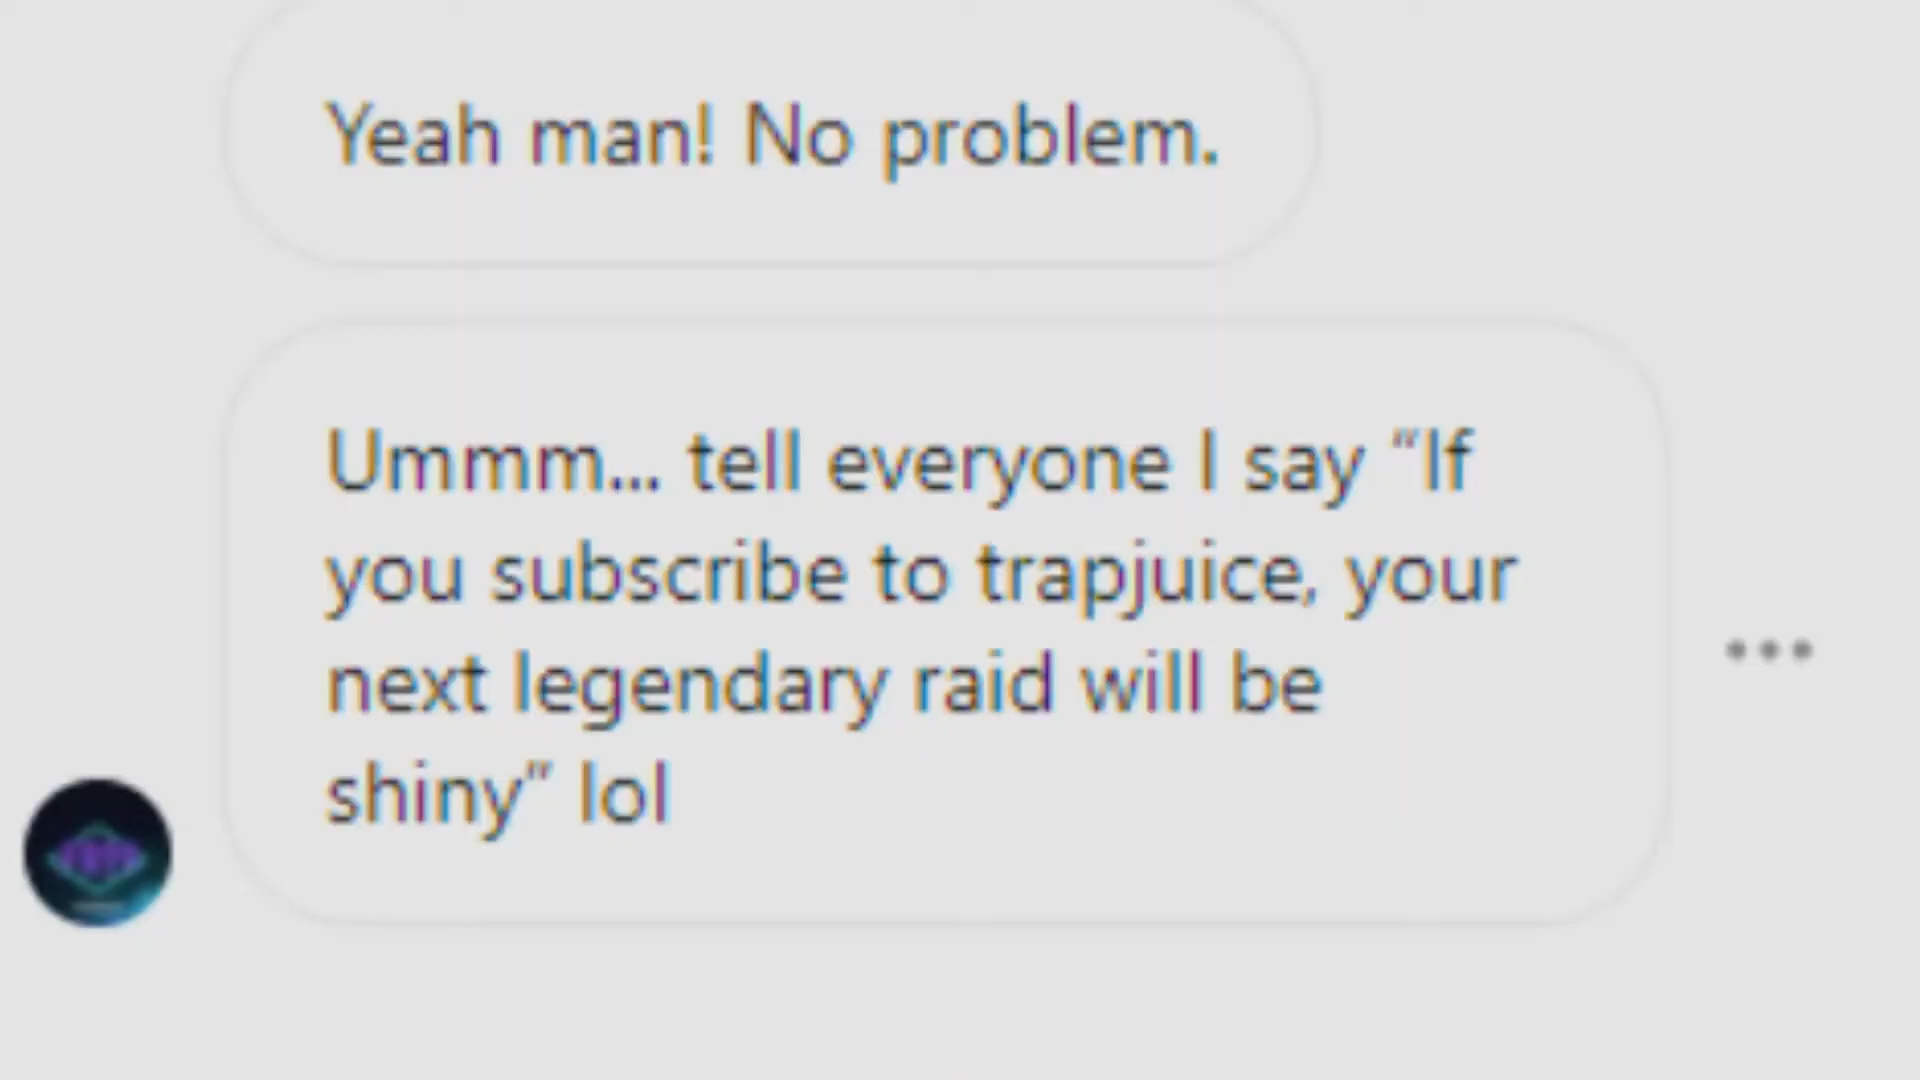 Yeah man! No problem.
Ummm... tell everyone I say “If
you subscribe to trapjuice, your
next legendary raid will be
shiny” lol